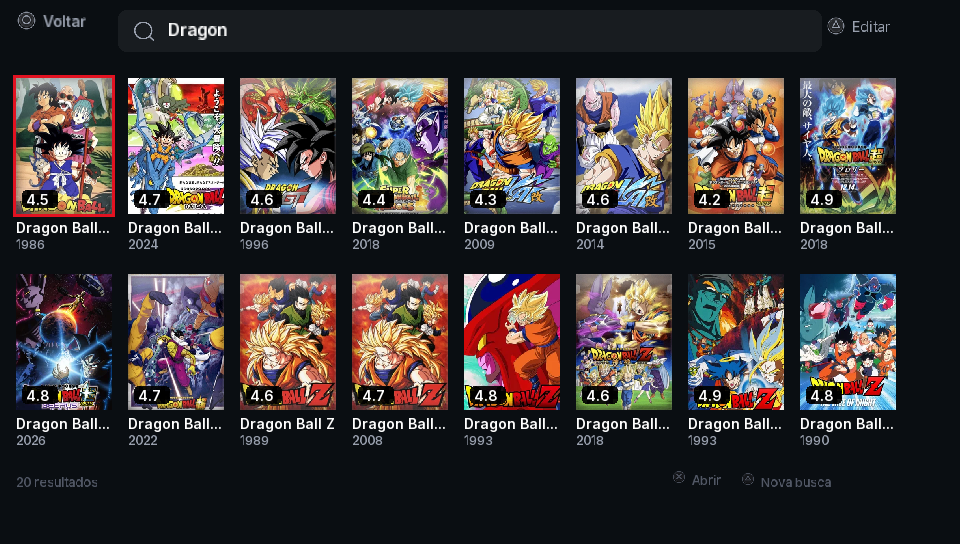 Voltar
Dragon
Editar
4.5
4.7
4.6
4.4
4.3
4.6
4.2
4.9
Dragon Ball...
Dragon Ball...
Dragon Ball...
Dragon Ball...
Dragon Ball...
Dragon Ball...
Dragon Ball...
Dragon Ball...
1986
2024
1996
2018
2009
2014
2015
2018
4.8
4.7
4.6
4.7
4.8
4.6
4.9
4.8
Dragon Ball...
Dragon Ball...
Dragon Ball Z
Dragon Ball...
Dragon Ball...
Dragon Ball...
Dragon Ball...
Dragon Ball...
2026
2022
1989
2008
1993
2018
1993
1990
20 resultados
Abrir
Nova busca